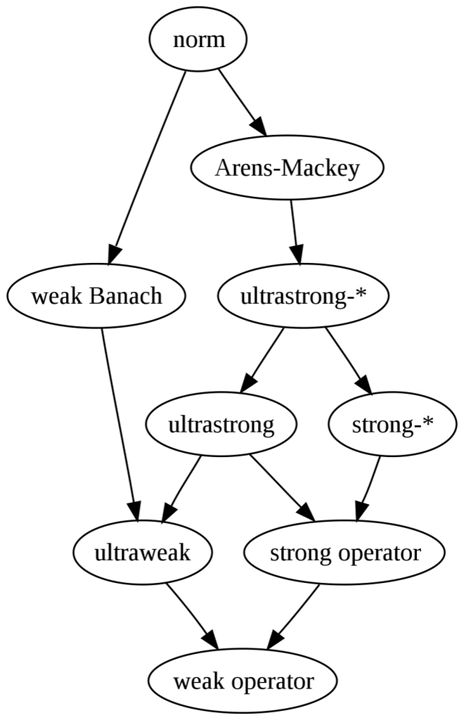 norm
Arens-Mackey
weak Banach
ultrastrong-*
ultrastrong
strong-*
ultraweak
strong operator
weak operator